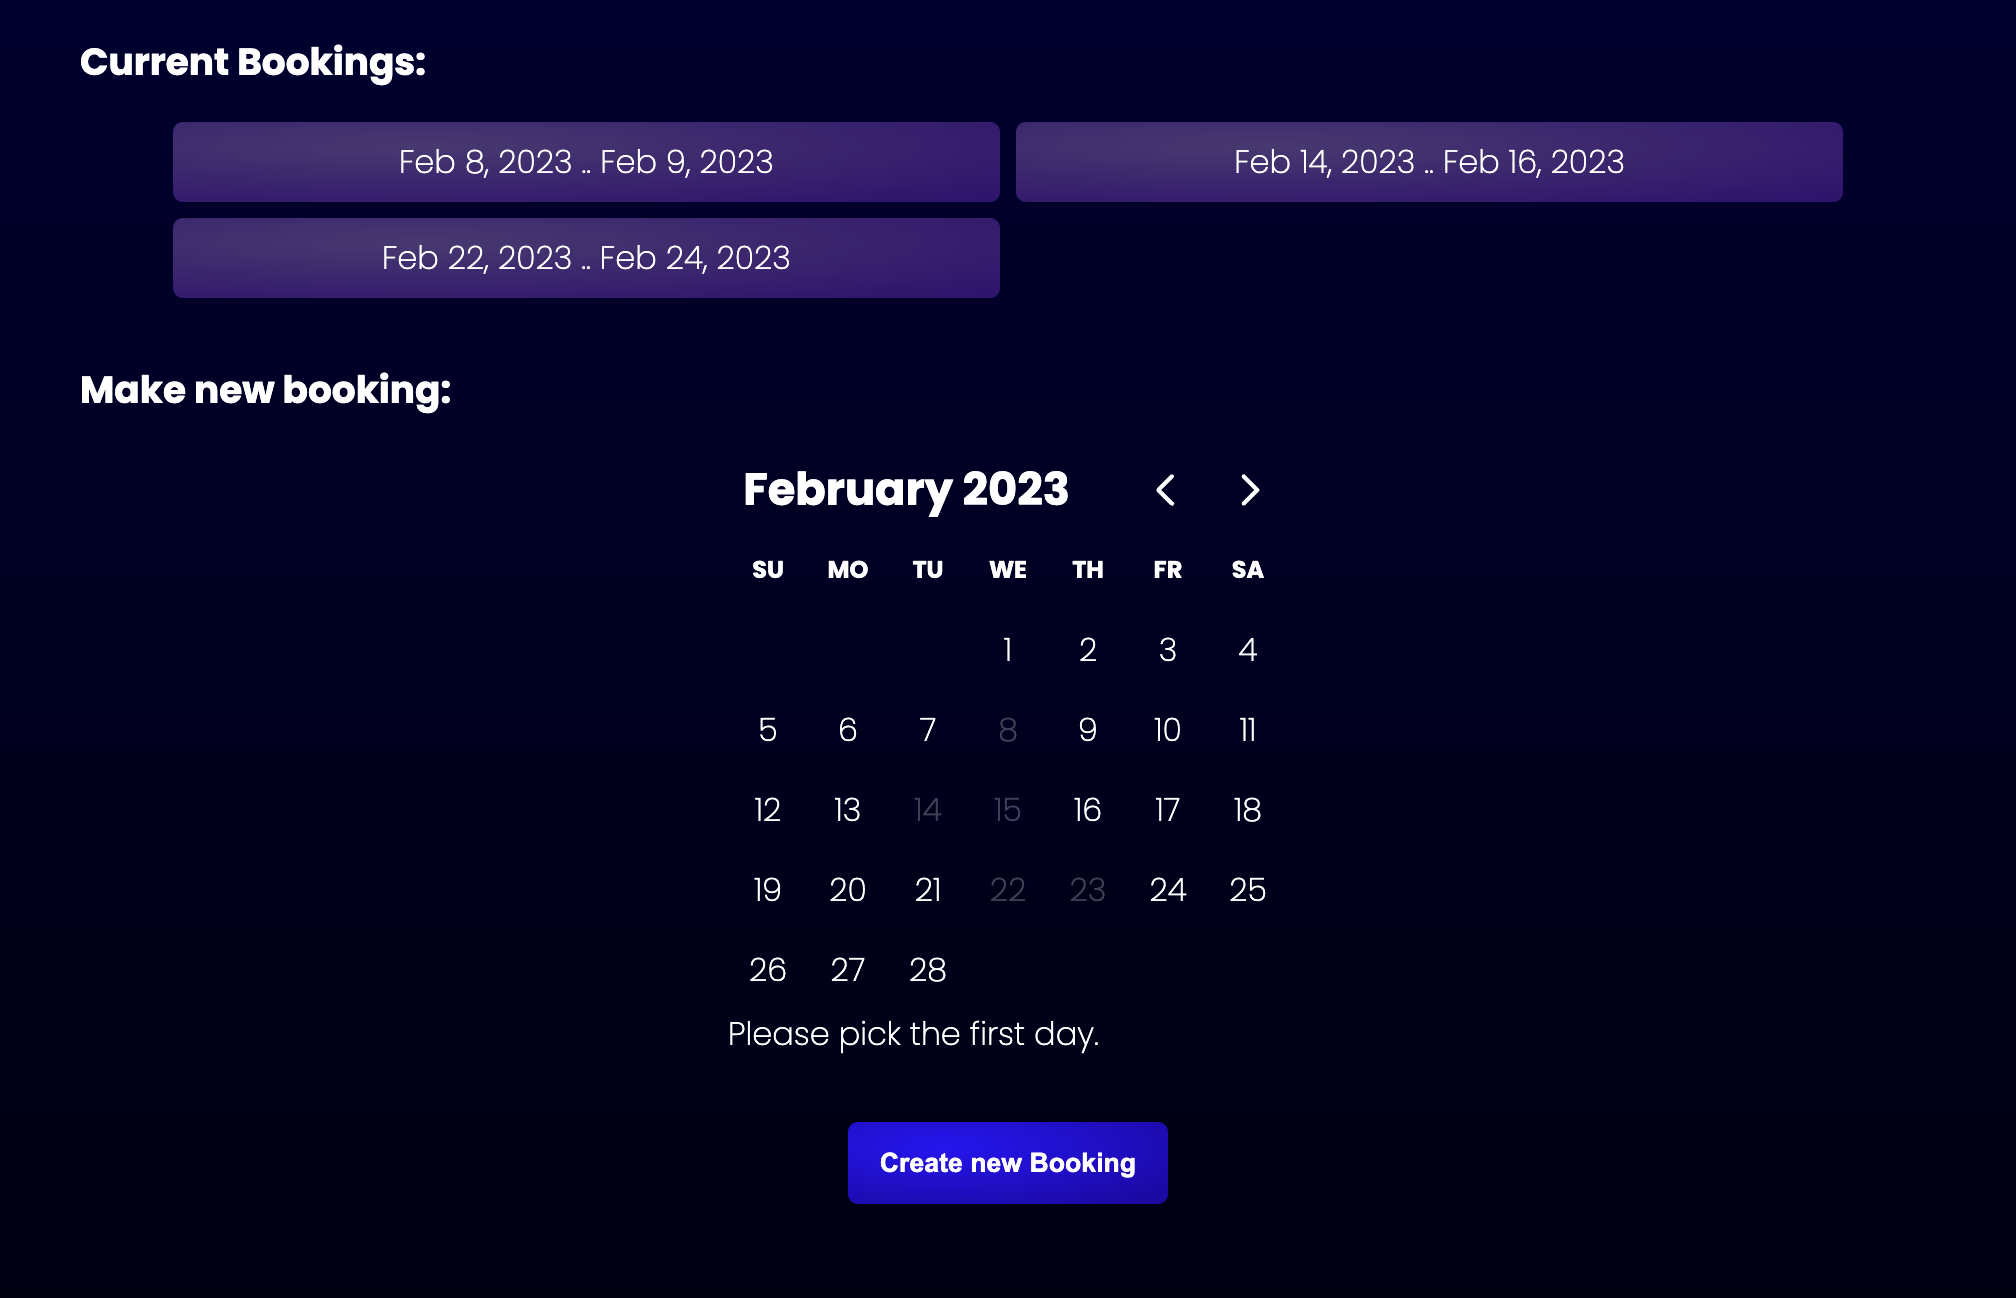 Current Bookings:
Feb 8, 2023 .. Feb 9, 2023
Feb 14, 2023 .. Feb 16, 2023
Feb 22, 2023 .. Feb 24, 2023
Make new booking:
February 2023
SU MO TU WE TH FR SA
1 2 3 4
5 6 7 8 9 10 11
12 13 14 15 16 17 18
19 20 21 22 23 24 25
26 27 28
Please pick the first day.
Create new Booking